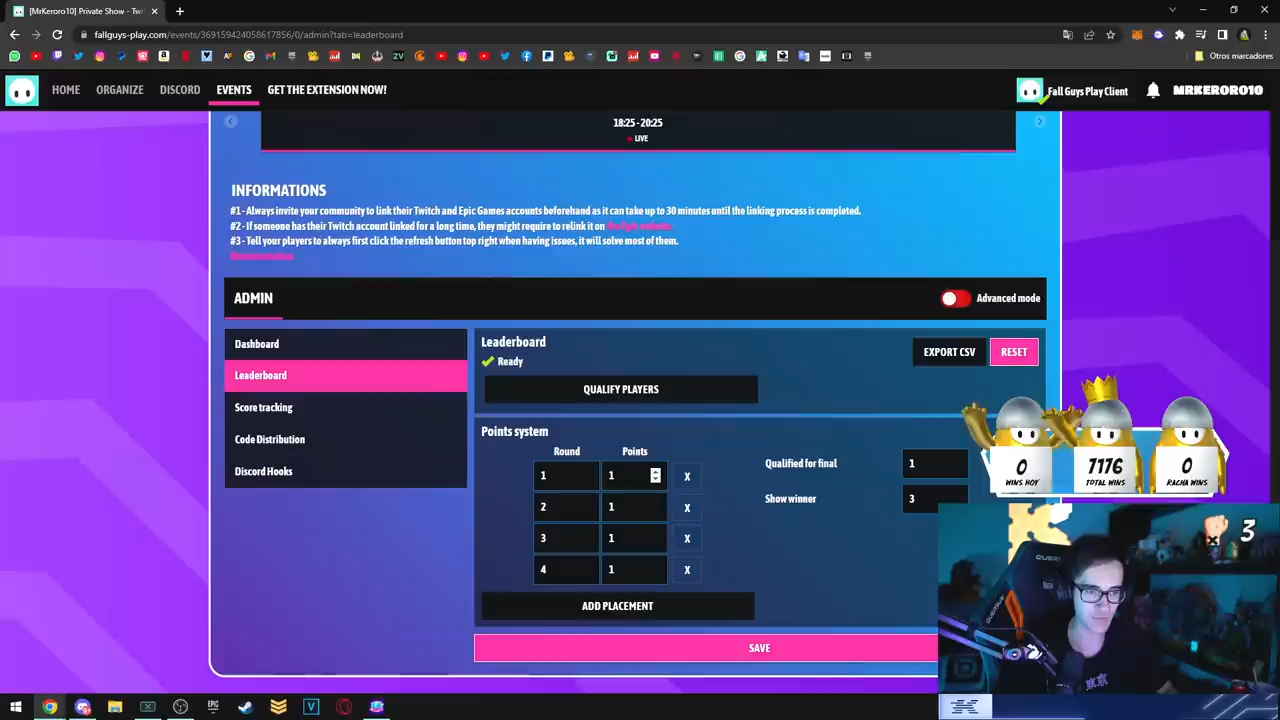 [MrKeroro10] Private Show - Twi
fallguys-play.com/events/369159424058617856/0/admin?tab=leaderboard
Otros marcadores
HOME ORGANIZE DISCORD EVENTS GET THE EXTENSION NOW!
Fall Guys Play Client
MRKERORO10
18:25 - 20:25
LIVE
INFORMATIONS
#1 - Always invite your community to link their Twitch and Epic Games accounts beforehand as it can take up to 30 minutes until the linking process is completed.
#2 - If someone has their Twitch account linked for a long time, they might require to relink it on
#3 - Tell your players to always first click the refresh button top right when having issues, it will solve most of them.
ADMIN
Advanced mode
Dashboard
Leaderboard
Score tracking
Code Distribution
Discord Hooks
Leaderboard
Ready
EXPORT CSV
RESET
QUALIFY PLAYERS
Points system
Round Points
1 1 X
2 1 X
3 1 X
4 1 X
Qualified for final 1
Show winner 3
ADD PLACEMENT
SAVE
0
WINS HOY
7176
TOTAL WINS
0
RACHA WINS
3